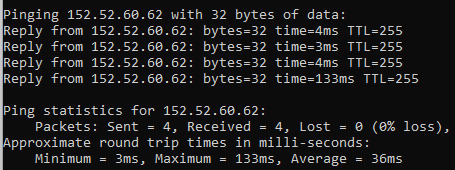 Pinging 152.52.60.62 with 32 bytes of data:
Reply from 152.52.60.62: bytes=32 time=4ms TTL=255
Reply from 152.52.60.62: bytes=32 time=3ms TTL=255
Reply from 152.52.60.62: bytes=32 time=4ms TTL=255
Reply from 152.52.60.62: bytes=32 time=133ms TTL=255

Ping statistics for 152.52.60.62:
    Packets: Sent = 4, Received = 4, Lost = 0 (0% loss),
Approximate round trip times in milli-seconds:
    Minimum = 3ms, Maximum = 133ms, Average = 36ms